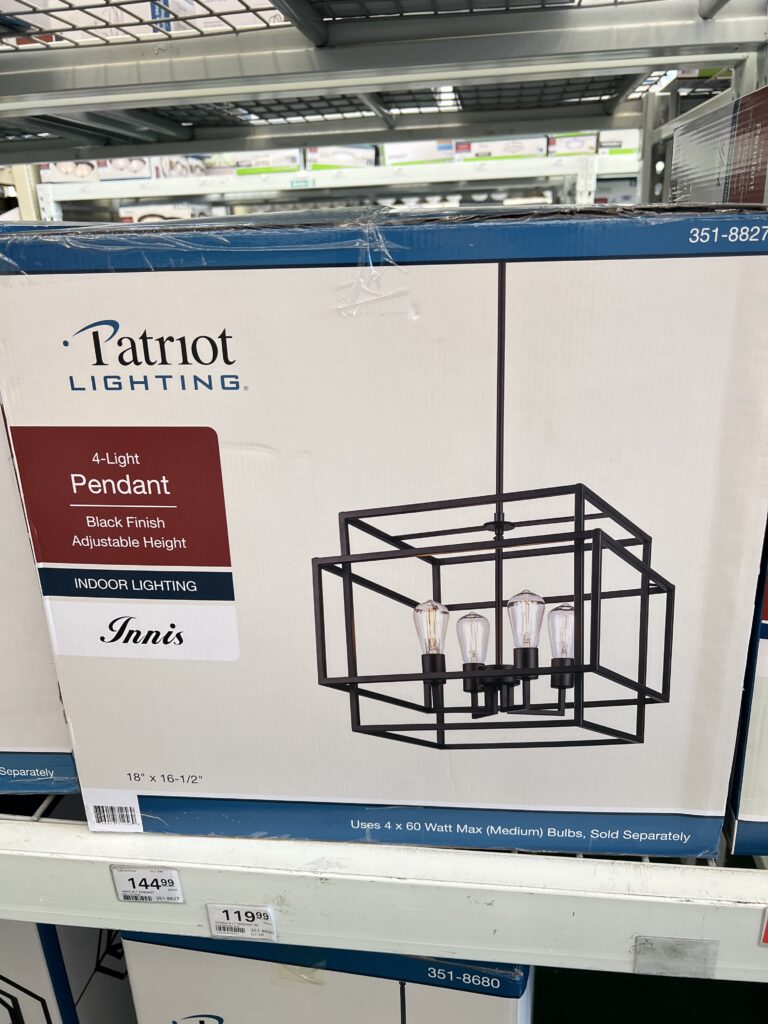 351-8827
Patriot
LIGHTING®
4-Light
Pendant
Black Finish
Adjustable Height
INDOOR LIGHTING
Innis
18" x 16-1/2"
Separately
Uses 4 x 60 Watt Max (Medium) Bulbs, Sold Separately
144.99
351-8827
119.99
351-8680